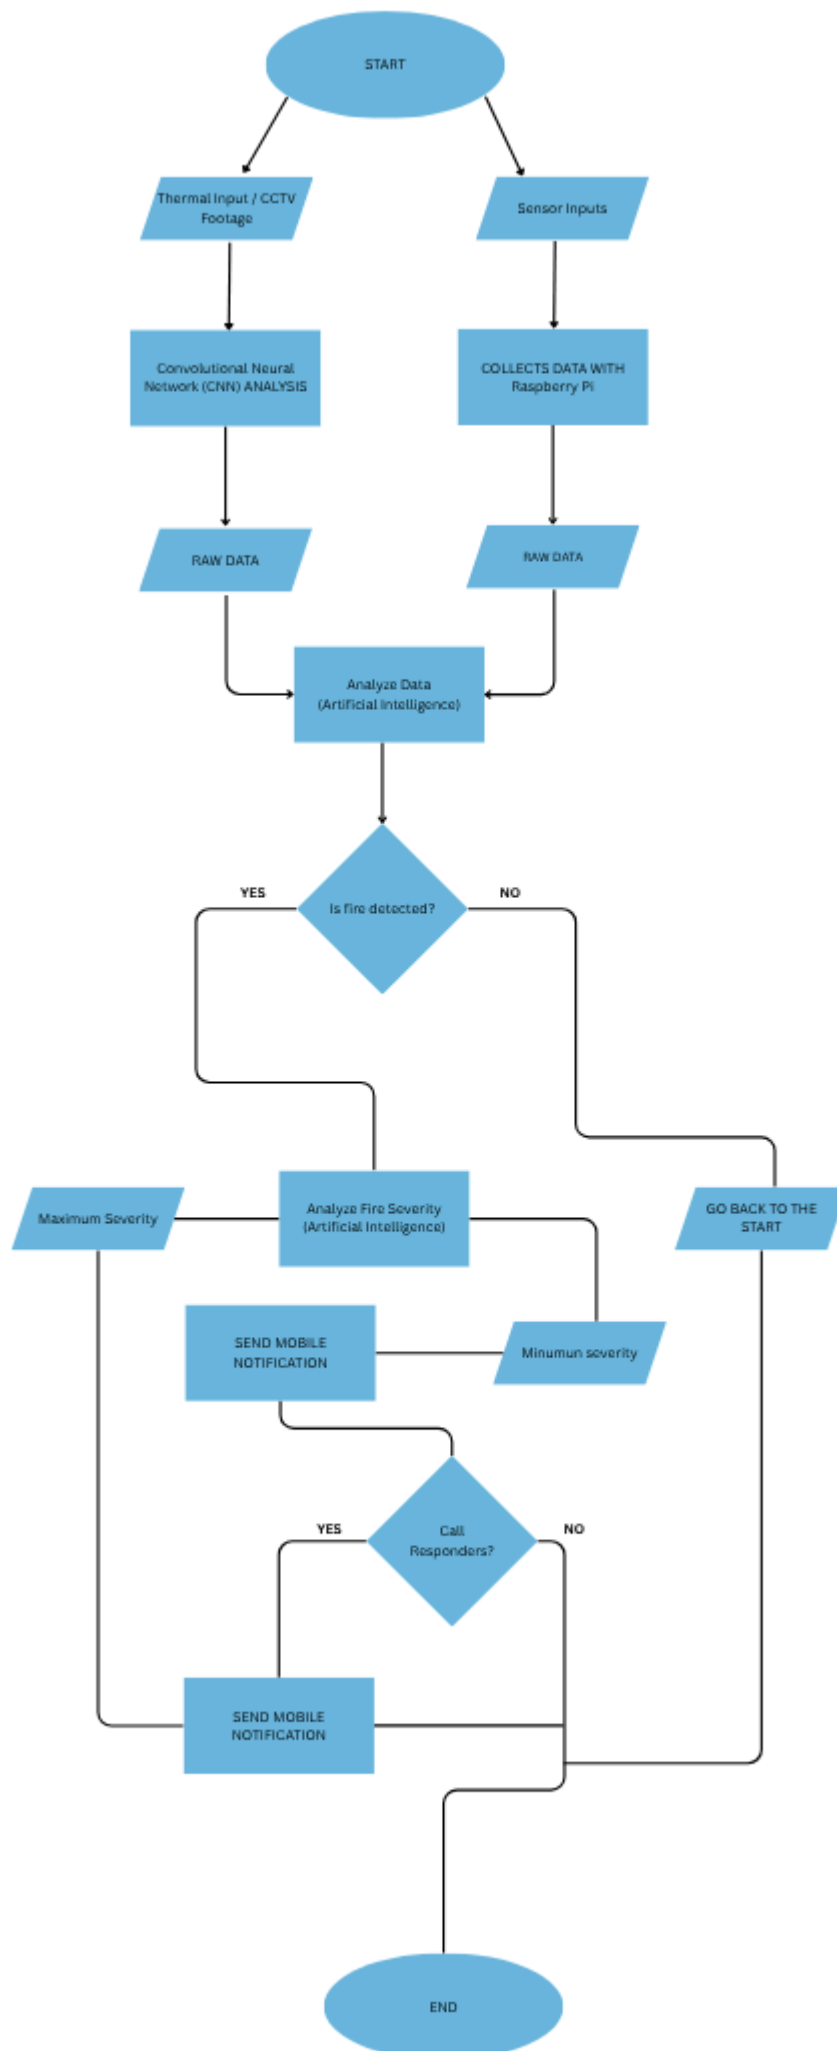 START
Thermal Input / CCTV
Footage
Sensor Inputs
Convolutional Neural
Network (CNN) ANALYSIS
COLLECTS DATA WITH
Raspberry Pi
RAW DATA
RAW DATA
Analyze Data
(Artificial Intelligence)
YES
NO
Is fire detected?
Maximum Severity
Analyze Fire Severity
(Artificial Intelligence)
GO BACK TO THE
START
SEND MOBILE
NOTIFICATION
Minumun severity
YES
NO
Call
Responders?
SEND MOBILE
NOTIFICATION
END